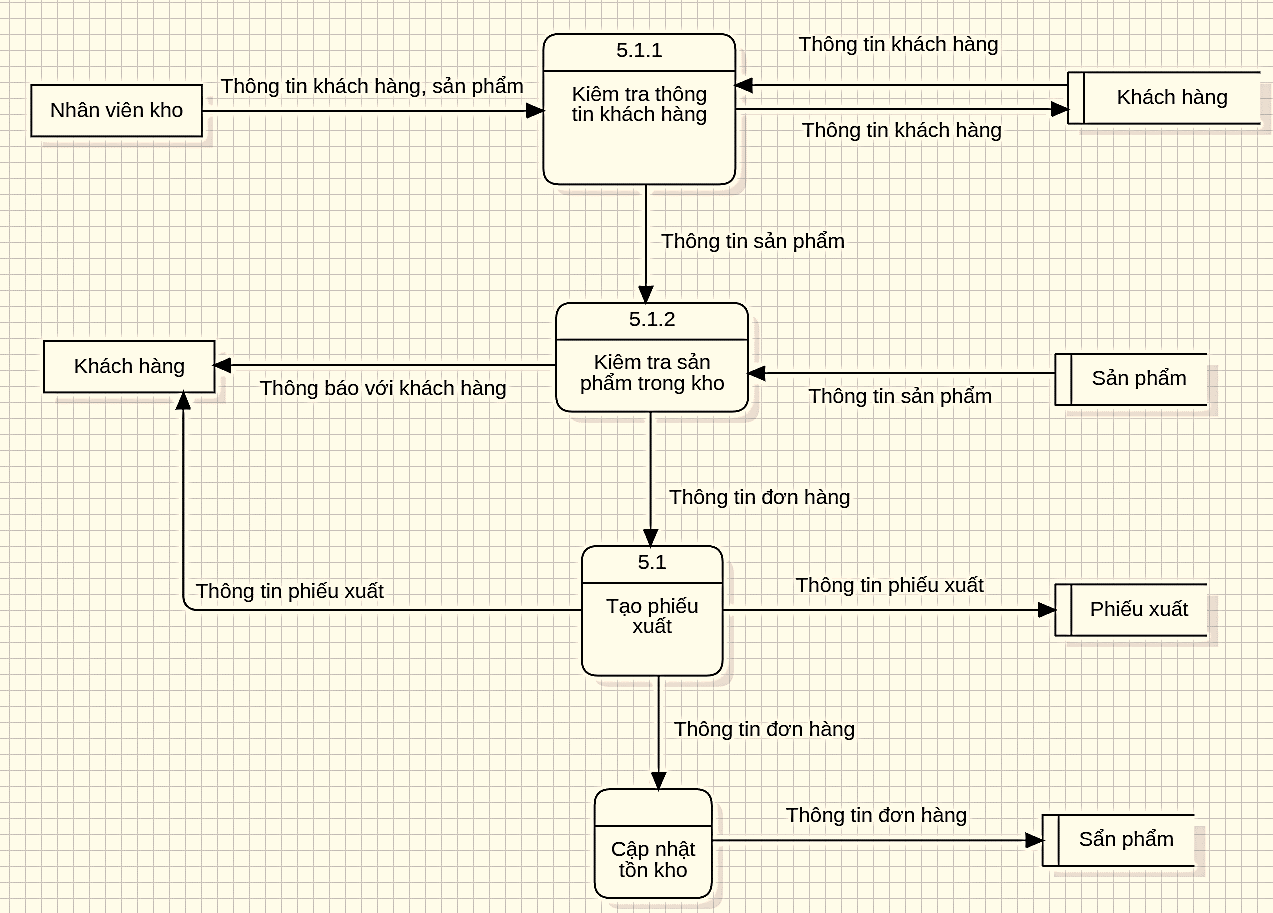 5.1.1
Thông tin khách hàng
Thông tin khách hàng, sản phẩm
Nhân viên kho
Kiêm tra thông
tin khách hàng
Khách hàng
Thông tin khách hàng
Thông tin sản phẩm
5.1.2
Khách hàng
Kiêm tra sản
phẩm trong kho
Sản phẩm
Thông báo với khách hàng
Thông tin sản phẩm
Thông tin đơn hàng
5.1
Thông tin phiếu xuất
Thông tin phiếu xuất
Tạo phiếu
xuất
Phiếu xuất
Thông tin đơn hàng
Thông tin đơn hàng
Cập nhật
tồn kho
Sẩn phẩm